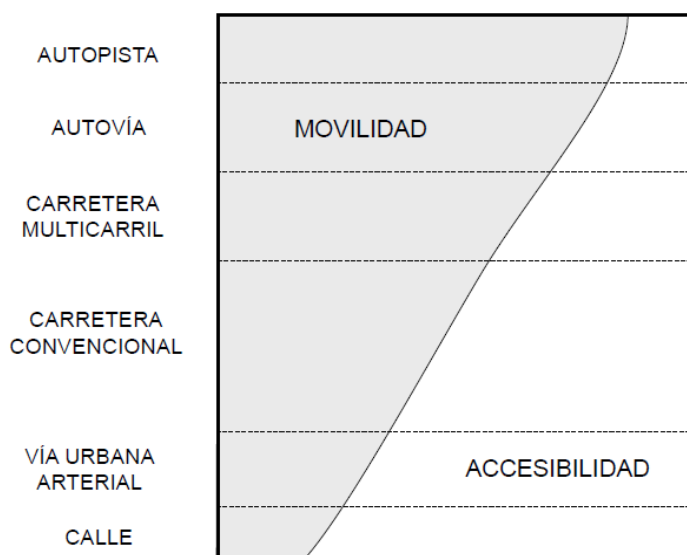 AUTOPISTA
AUTOVÍA
MOVILIDAD
CARRETERA
MULTICARRIL
CARRETERA
CONVENCIONAL
VÍA URBANA
ARTERIAL
ACCESIBILIDAD
CALLE